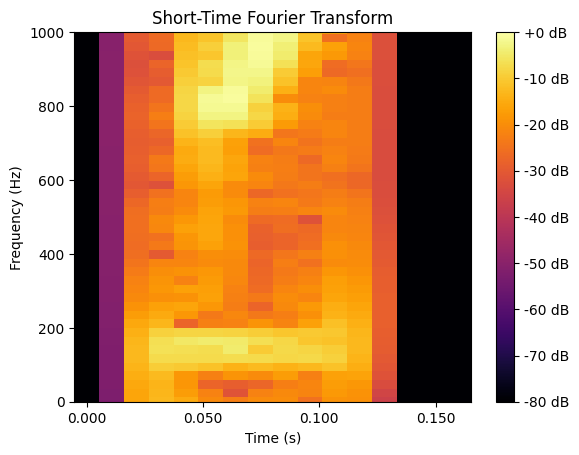 Short-Time Fourier Transform
1000
800
600
400
200
0
Frequency (Hz)
0.000
0.050
0.100
0.150
Time (s)
+0 dB
-10 dB
-20 dB
-30 dB
-40 dB
-50 dB
-60 dB
-70 dB
-80 dB